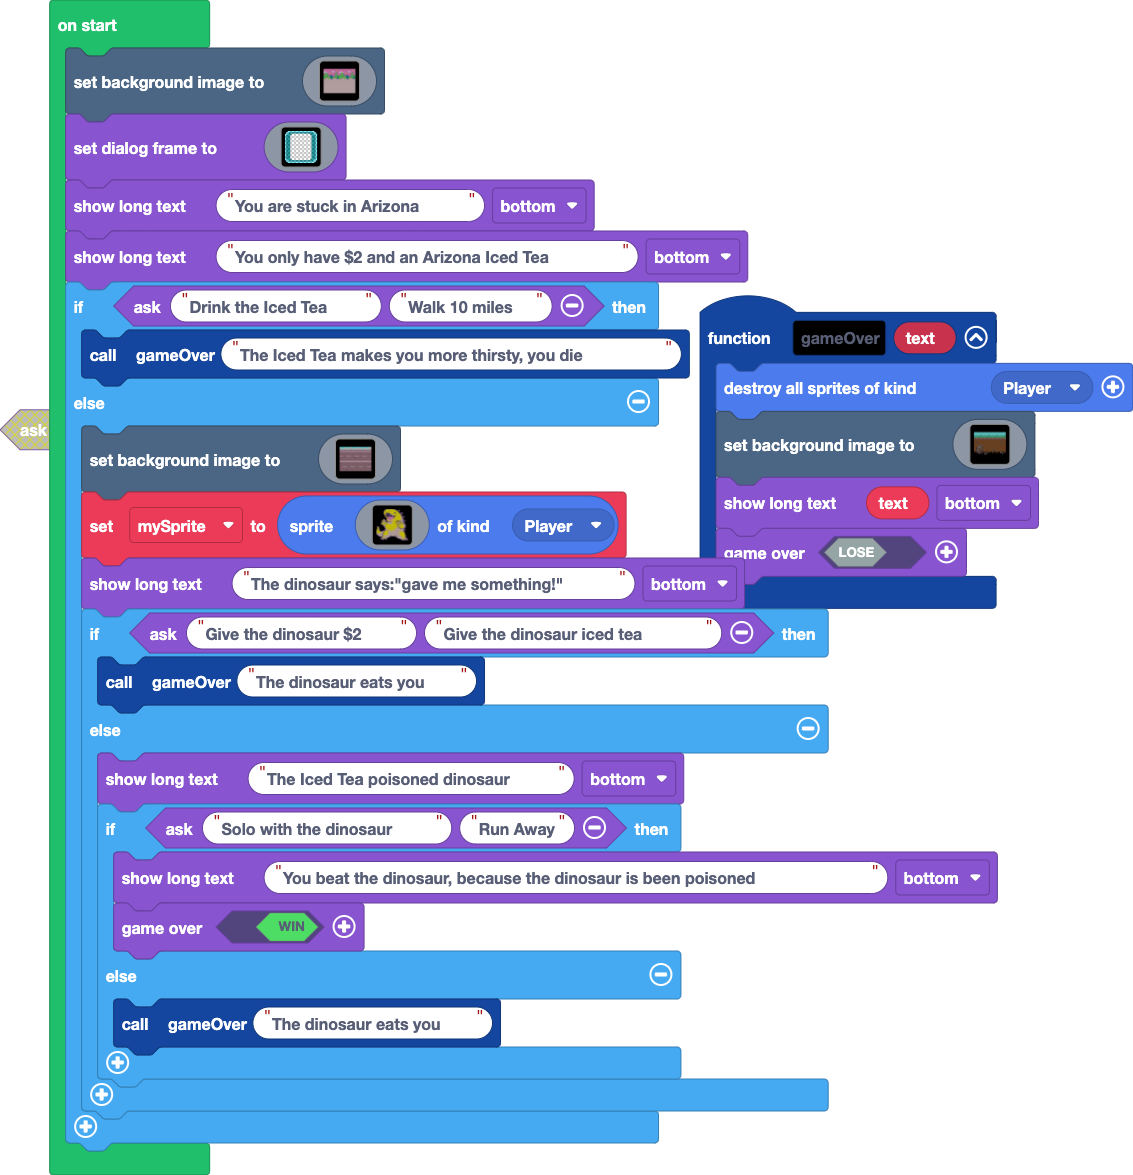 on start
set background image to
set dialog frame to
show long text "You are stuck in Arizona" bottom
show long text "You only have $2 and an Arizona Iced Tea" bottom
if ask "Drink the Iced Tea" "Walk 10 miles" then
call gameOver "The Iced Tea makes you more thirsty, you die"
else
ask
set background image to
set mySprite to sprite of kind Player
show long text "The dinosaur says:"gave me something!"" bottom
if ask "Give the dinosaur $2" "Give the dinosaur iced tea" then
call gameOver "The dinosaur eats you"
else
show long text "The Iced Tea poisoned dinosaur" bottom
if ask "Solo with the dinosaur" "Run Away" then
show long text "You beat the dinosaur, because the dinosaur is been poisoned" bottom
game over WIN
else
call gameOver "The dinosaur eats you"
function gameOver text
destroy all sprites of kind Player
set background image to
show long text text bottom
game over LOSE